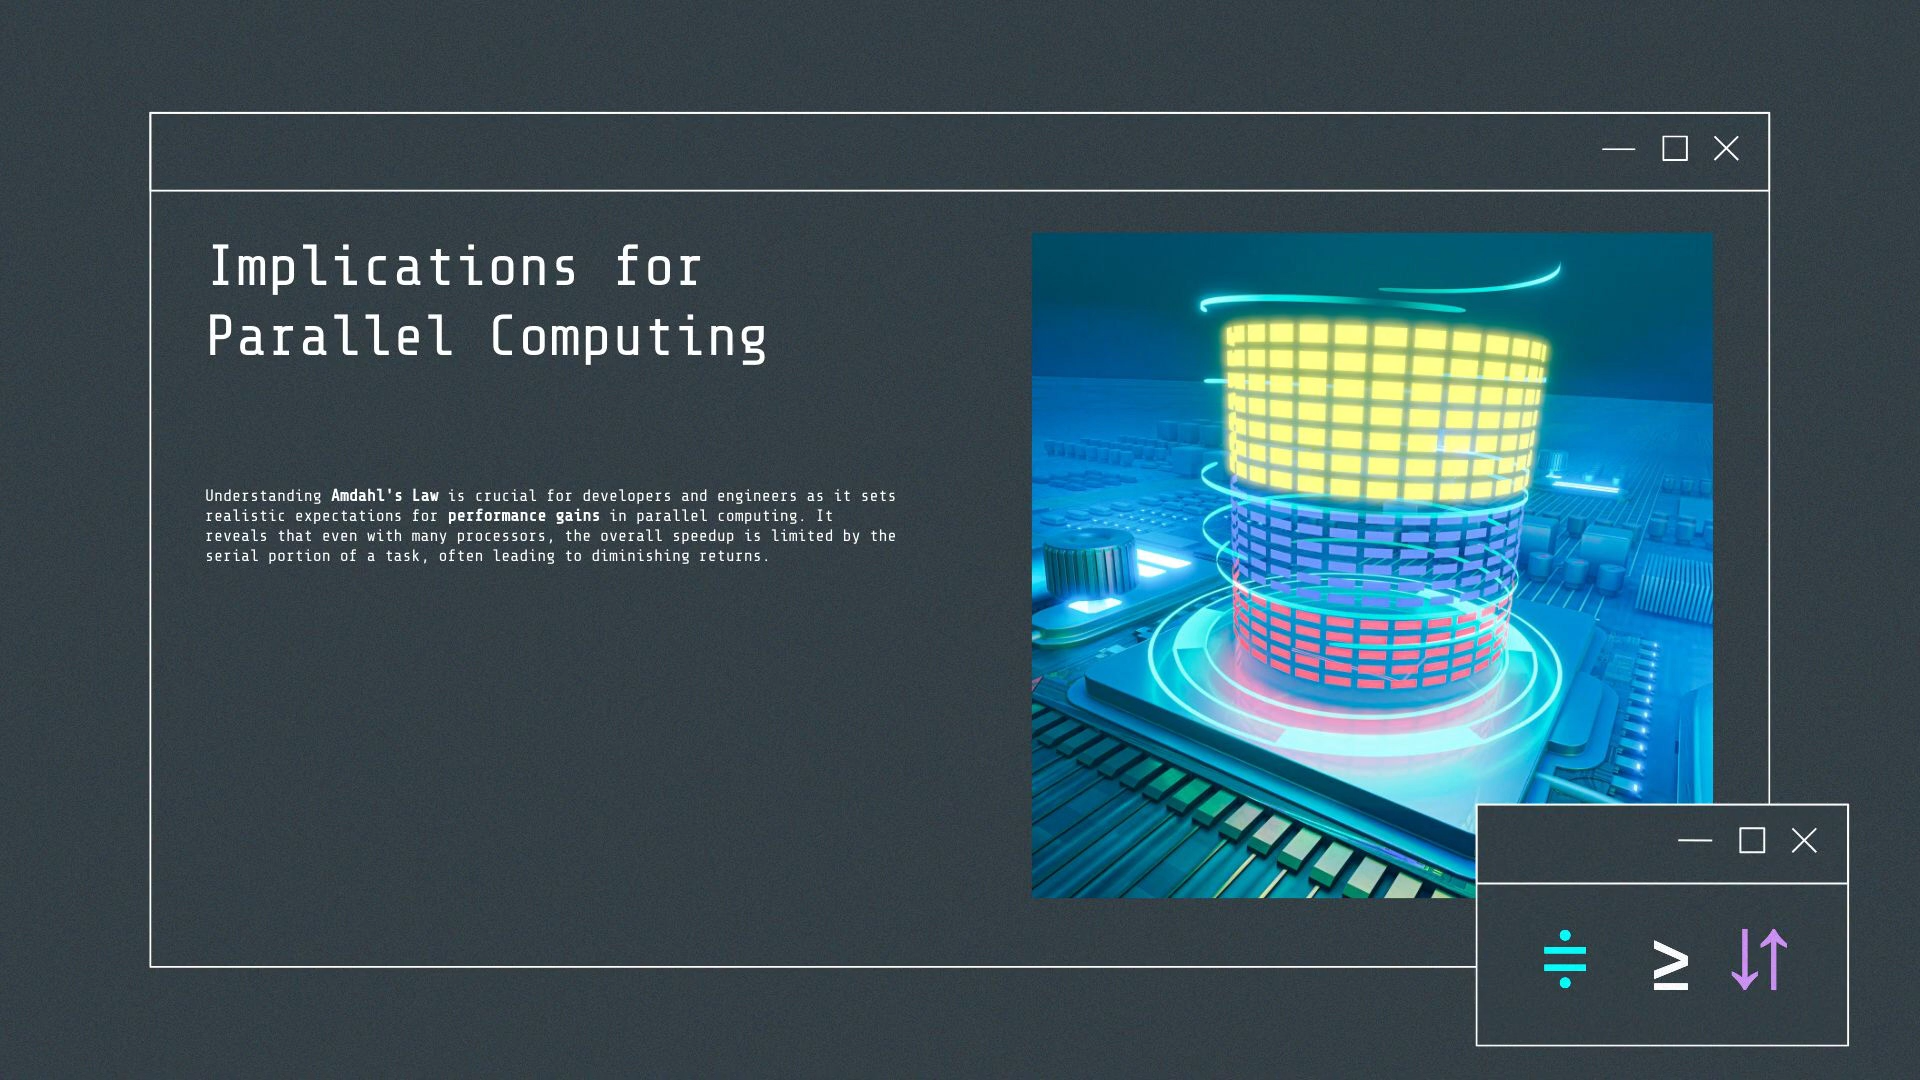 Implications for
Parallel Computing
Understanding Amdahl's Law is crucial for developers and engineers as it sets
realistic expectations for performance gains in parallel computing. It
reveals that even with many processors, the overall speedup is limited by the
serial portion of a task, often leading to diminishing returns.
≥